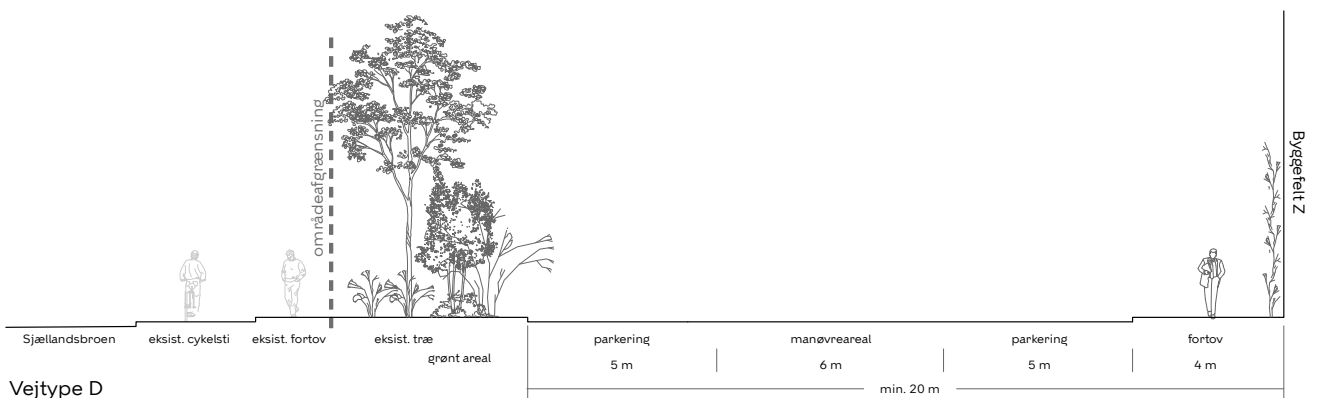 områdeafgrænsning
Byggefelt Z
Sjællandsbroen eksist. cykelsti eksist. fortov eksist. træ parkering manøvreareal parkering fortov
grønt areal
5 m 6 m 5 m 4 m
min. 20 m
Vejtype D